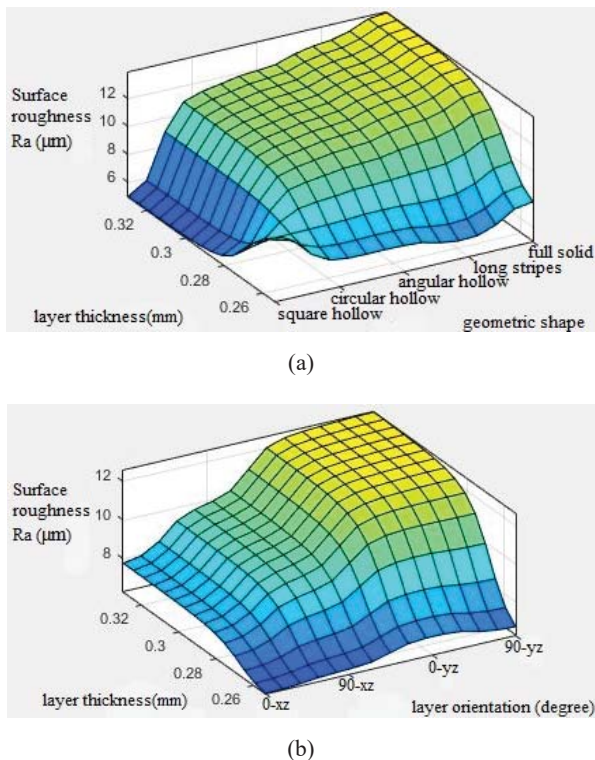 Surface
roughness
Ra (μm)
12
10
8
6
0.32
0.3
0.28
0.26
layer thickness(mm)
full solid
long stripes
angular hollow
circular hollow
square hollow
geometric shape
(a)
Surface
roughness
Ra (μm)
12
10
8
0.32
0.3
0.28
0.26
layer thickness(mm)
90-yz
0-yz
90-xz
0-xz
layer orientation (degree)
(b)